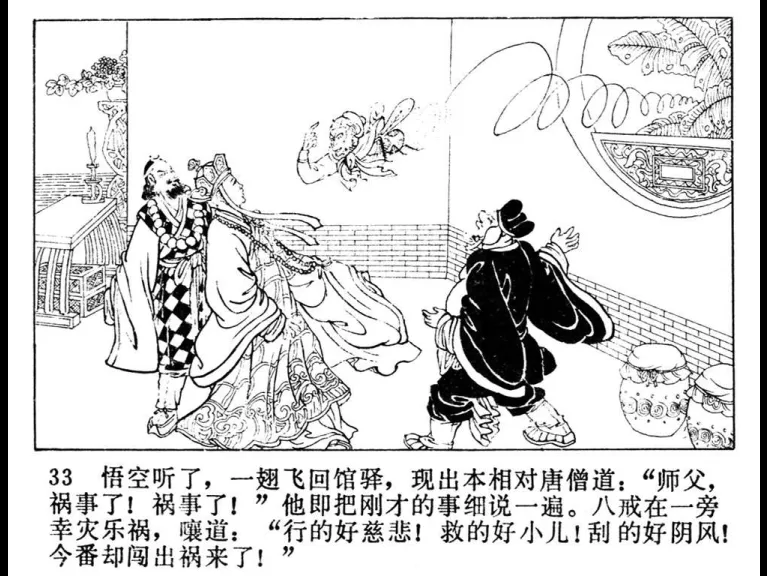 33 悟空听了，一翅飞回馆驿，现出本相对唐僧道：“师父，
祸事了！祸事了！”他即把刚才的事细说一遍。八戒在一旁
幸灾乐祸，嚷道：“行的好慈悲！救的好小儿！刮的好阴风！
今番却闯出祸来了！”